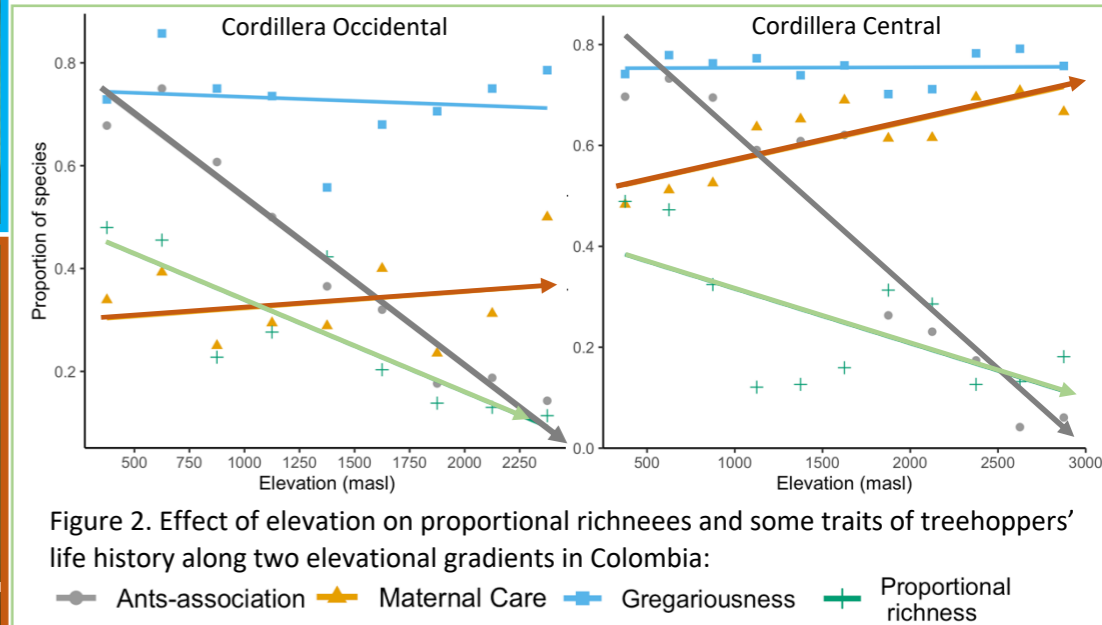 Cordillera Occidental
Proportion of species
0.8
0.6
0.4
0.2
500
750
1000
1250
1500
1750
2000
2250
Elevation (masl)
Cordillera Central
0.8
0.6
0.4
0.2
0.0
500
1000
1500
2000
2500
3000
Elevation (masl)
Figure 2. Effect of elevation on proportional richneees and some traits of treehoppers’
life history along two elevational gradients in Colombia:
Ants-association Maternal Care Gregariousness Proportional
richness